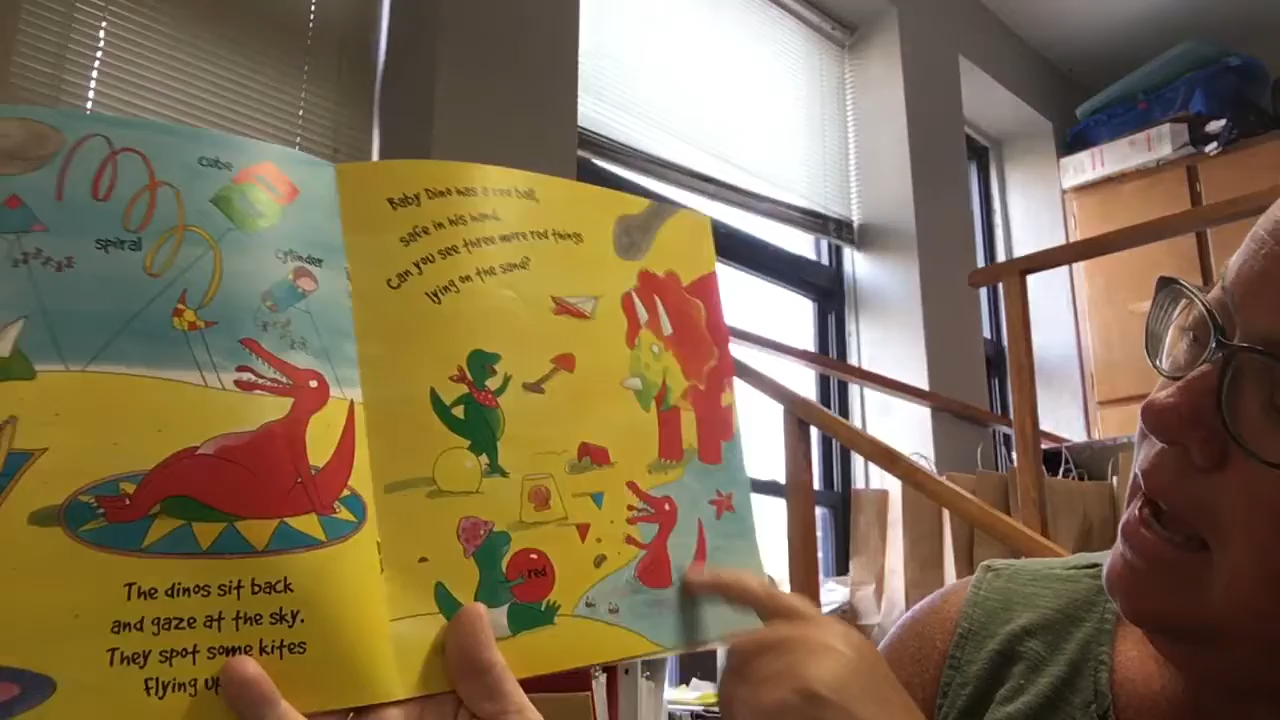 cube
spiral
cylinder
The dinos sit back
and gaze at the sky.
They spot some kites
flying up
Baby Dino has a red ball,
safe in his hand.
Can you see three more red things
lying on the sand?
red